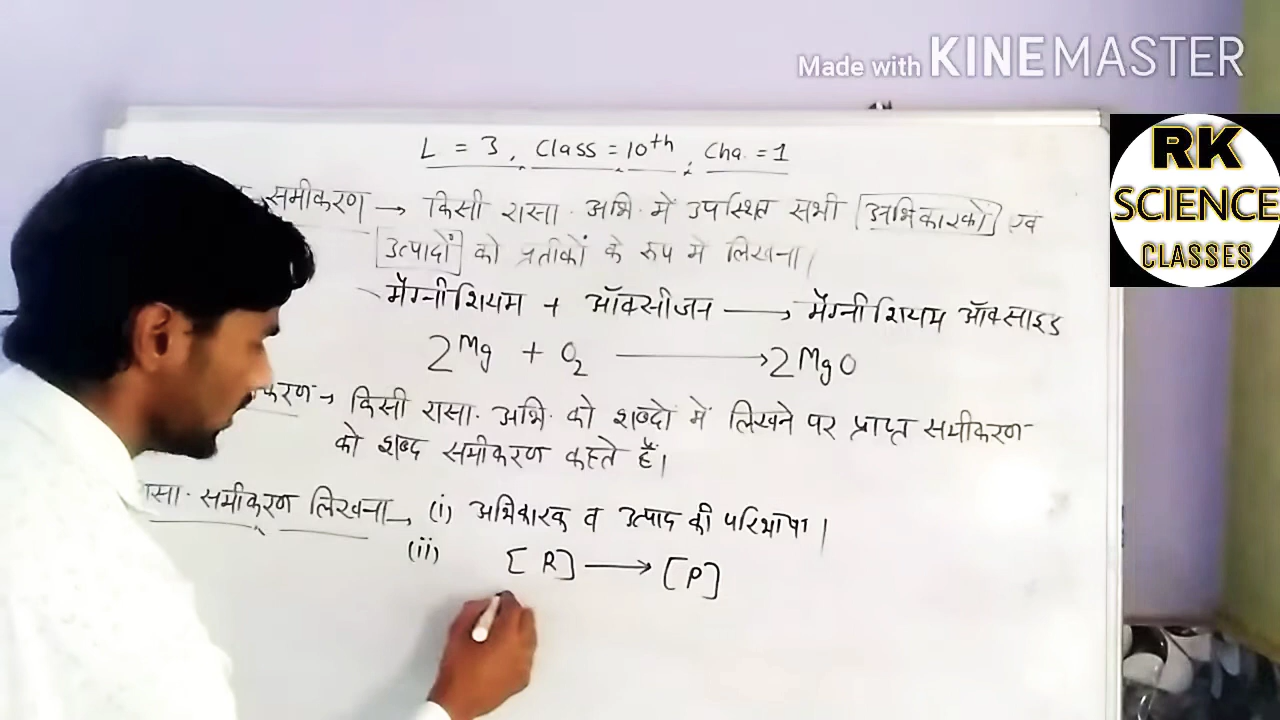 Made with KINEMASTER
RK
SCIENCE
CLASSES
L = 3, Class = 10th, Cha. = 1
समीकरण → किसी रासा. अभि. में उपस्थित सभी [अभिकारको] एवं
[उत्पादों] को प्रतीकों के रूप मे लिखना।
मैग्नीशियम + ऑक्सीजन ⟶ मैग्नीशियम ऑक्साइड
2Mg + O₂ ⟶ 2MgO
किसी रासा. अभि. को शब्दो में लिखने पर प्राप्त समीकरण
को शब्द समीकरण कहते हैं।
रासा. समीकरण लिखना → (i) अभिकारक व उत्पाद की परिभाषा।
(ii) [R] ⟶ [P]